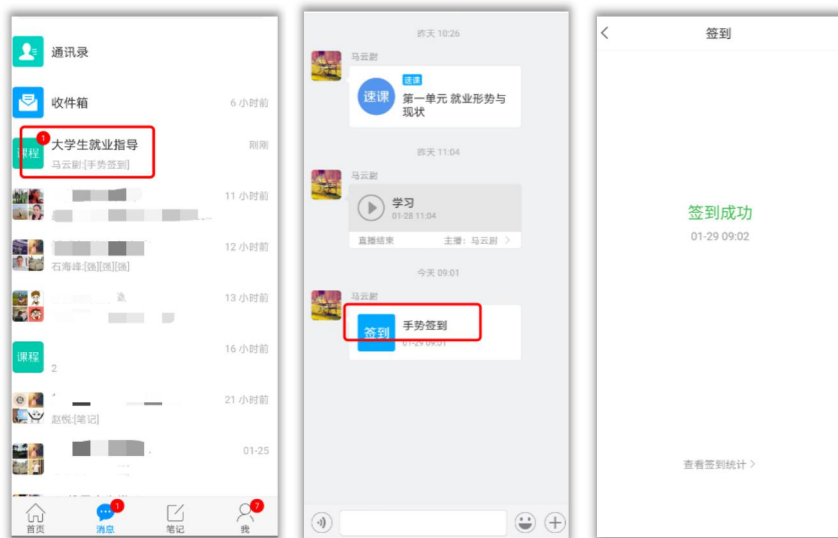 通讯录
收件箱
6 小时前
1
课程
大学生就业指导
刚刚
马云尉:[手势签到]
11 小时前
12 小时前
石海峰:[强][强][强]
13 小时前
课程
16 小时前
2
21 小时前
赵悦:[笔记]
01-25
首页
1
消息
笔记
7
我
昨天 10:26
马云尉
速课
速课
第一单元 就业形势与
现状
昨天 11:04
马云尉
学习
01-28 11:04
直播结束
主播：马云尉
今天 09:01
马云尉
签到
手势签到
01-29 09:01
签到
签到成功
01-29 09:02
查看签到统计